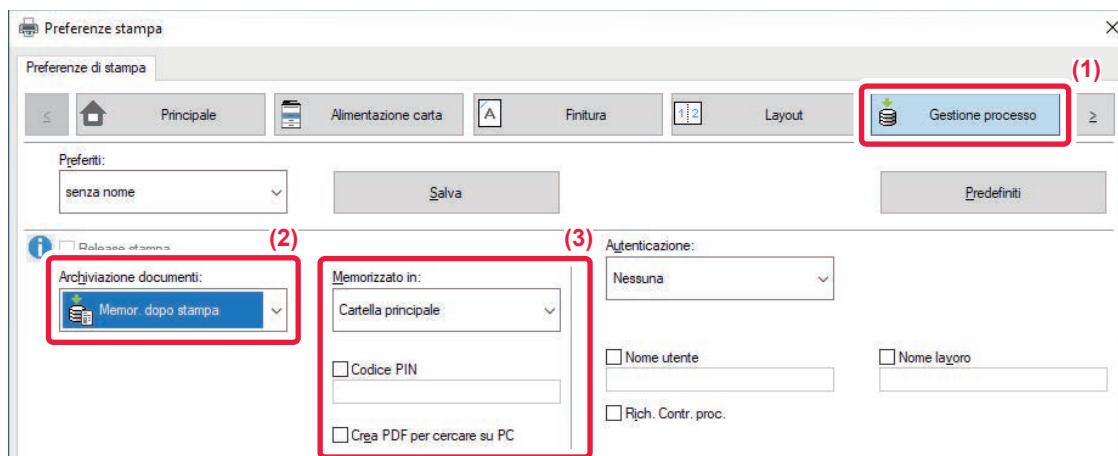 Preferenze stampa
Preferenze di stampa
(1)
< Principale Alimentazione carta A Finitura 1 2 Layout Gestione processo >
Preferiti:
senza nome Salva Predefiniti
Release stampa (2) (3) Autenticazione:
Archiviazione documenti: Memorizzato in: Nessuna
Memor. dopo stampa Cartella principale
Codice PIN Nome utente Nome lavoro
Rich. Contr. proc.
Crea PDF per cercare su PC